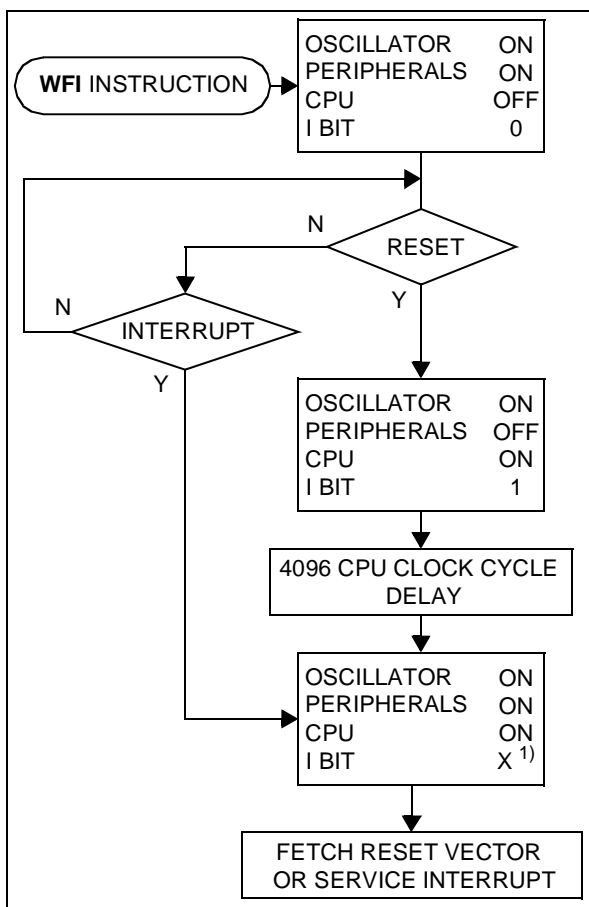 WFI INSTRUCTION
OSCILLATOR ON
PERIPHERALS ON
CPU OFF
I BIT 0
N
RESET
N
INTERRUPT
Y
Y
OSCILLATOR ON
PERIPHERALS OFF
CPU ON
I BIT 1
4096 CPU CLOCK CYCLE
DELAY
OSCILLATOR ON
PERIPHERALS ON
CPU ON
I BIT X 1)
FETCH RESET VECTOR
OR SERVICE INTERRUPT